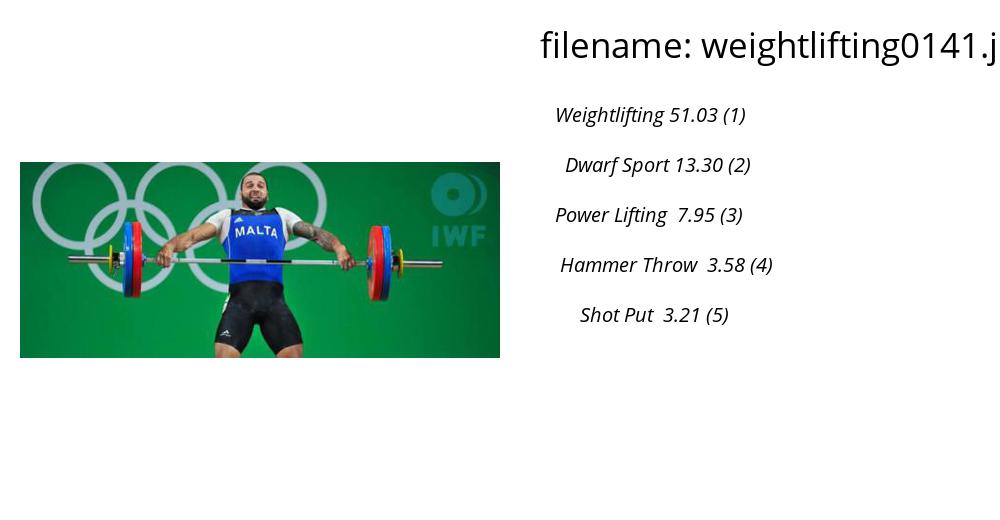 filename: weightlifting0141.j
Weightlifting 51.03 (1)
Dwarf Sport 13.30 (2)
Power Lifting 7.95 (3)
Hammer Throw 3.58 (4)
Shot Put 3.21 (5)
MALTA
IWF